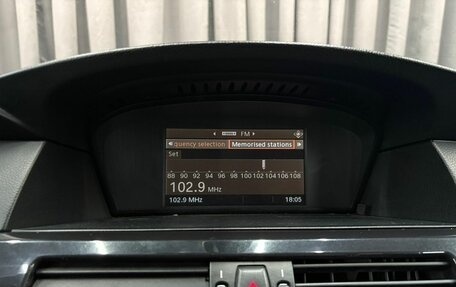 FM
quency selection Memorised stations
Set
88 90 92 94 96 98 100 102 104 106 108
102.9 MHz
102.9 MHz 18:05